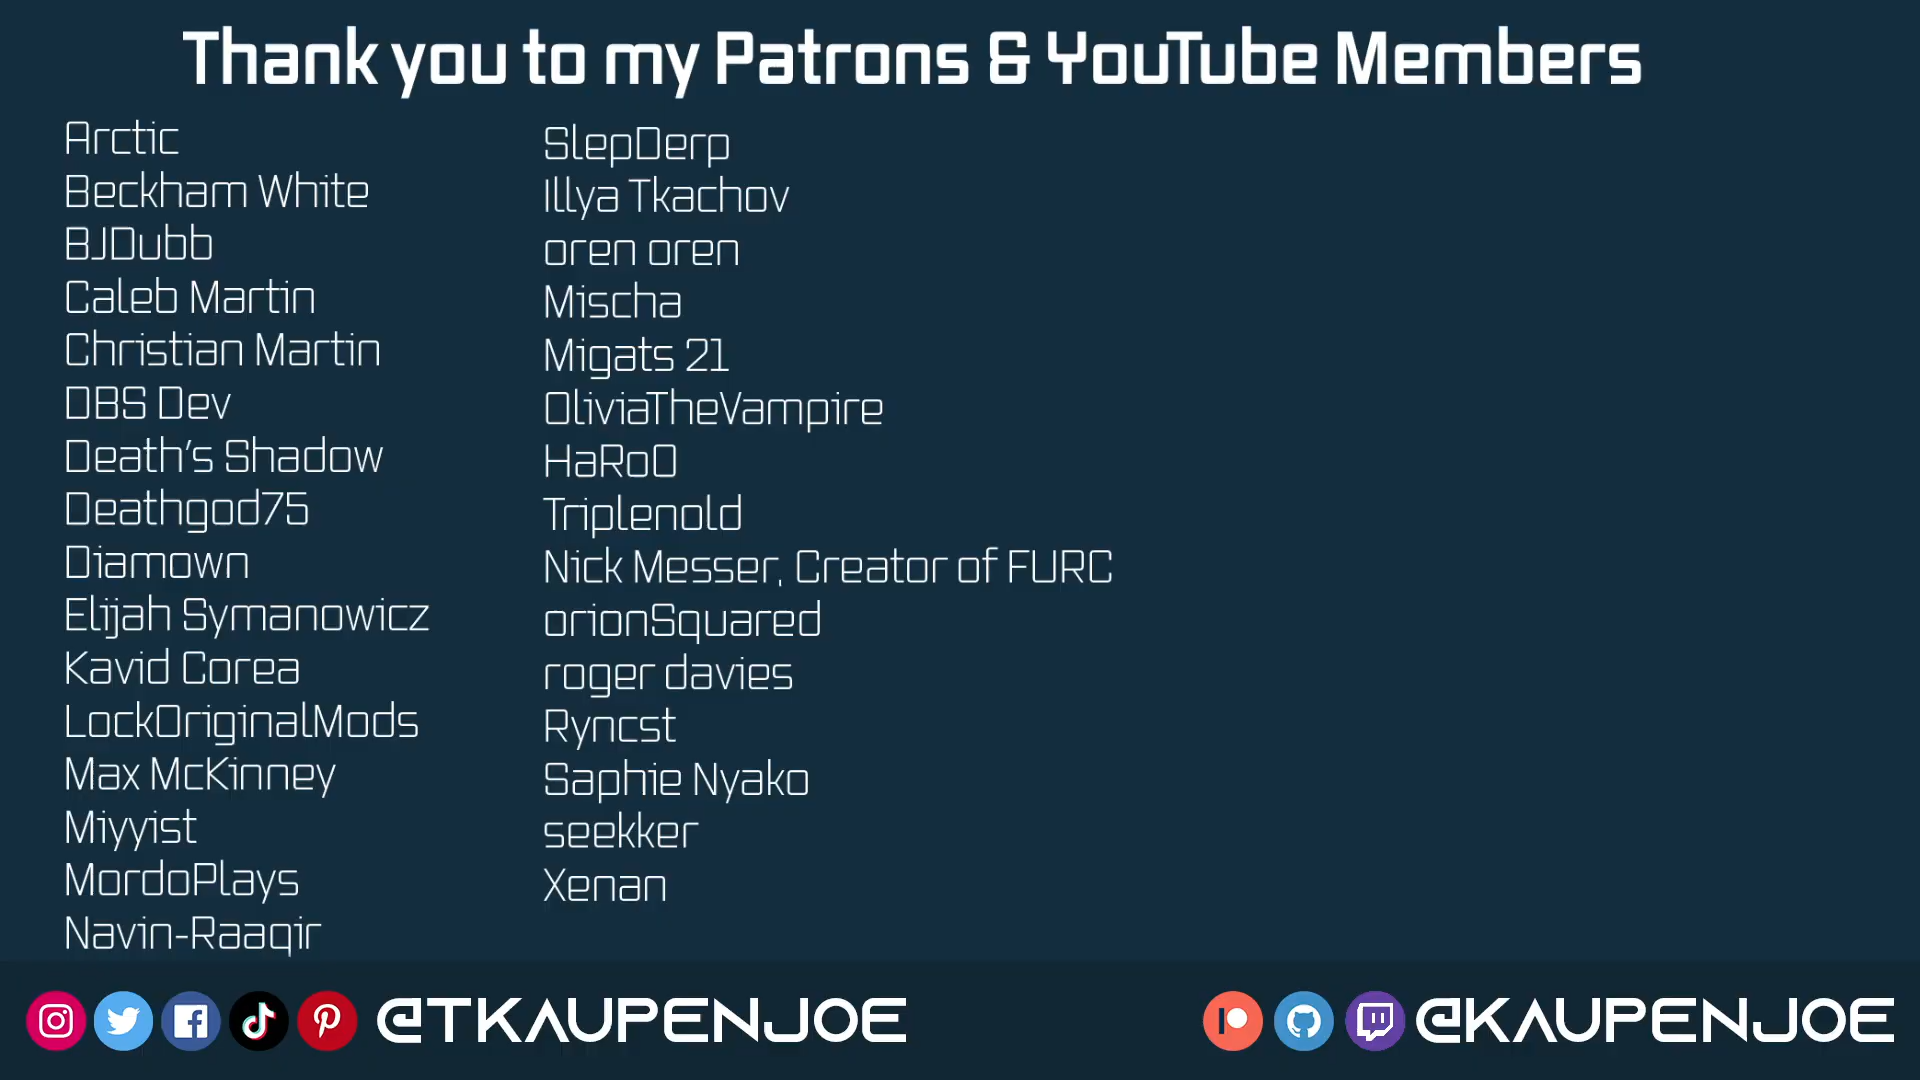 Thank you to my Patrons & YouTube Members
Arctic
Beckham White
BJDubb
Caleb Martin
Christian Martin
DBS Dev
Death's Shadow
Deathgod75
Diamown
Elijah Symanowicz
Kavid Corea
LockOriginalMods
Max McKinney
Miyyist
MordoPlays
Navin-Raaqir
SlepDerp
Illya Tkachov
oren oren
Mischa
Migats 21
OliviaTheVampire
HaRoO
Triplenold
Nick Messer, Creator of FURC
orionSquared
roger davies
Ryncst
Saphie Nyako
seekker
Xenan
@TKAUPENJOE
@KAUPENJOE